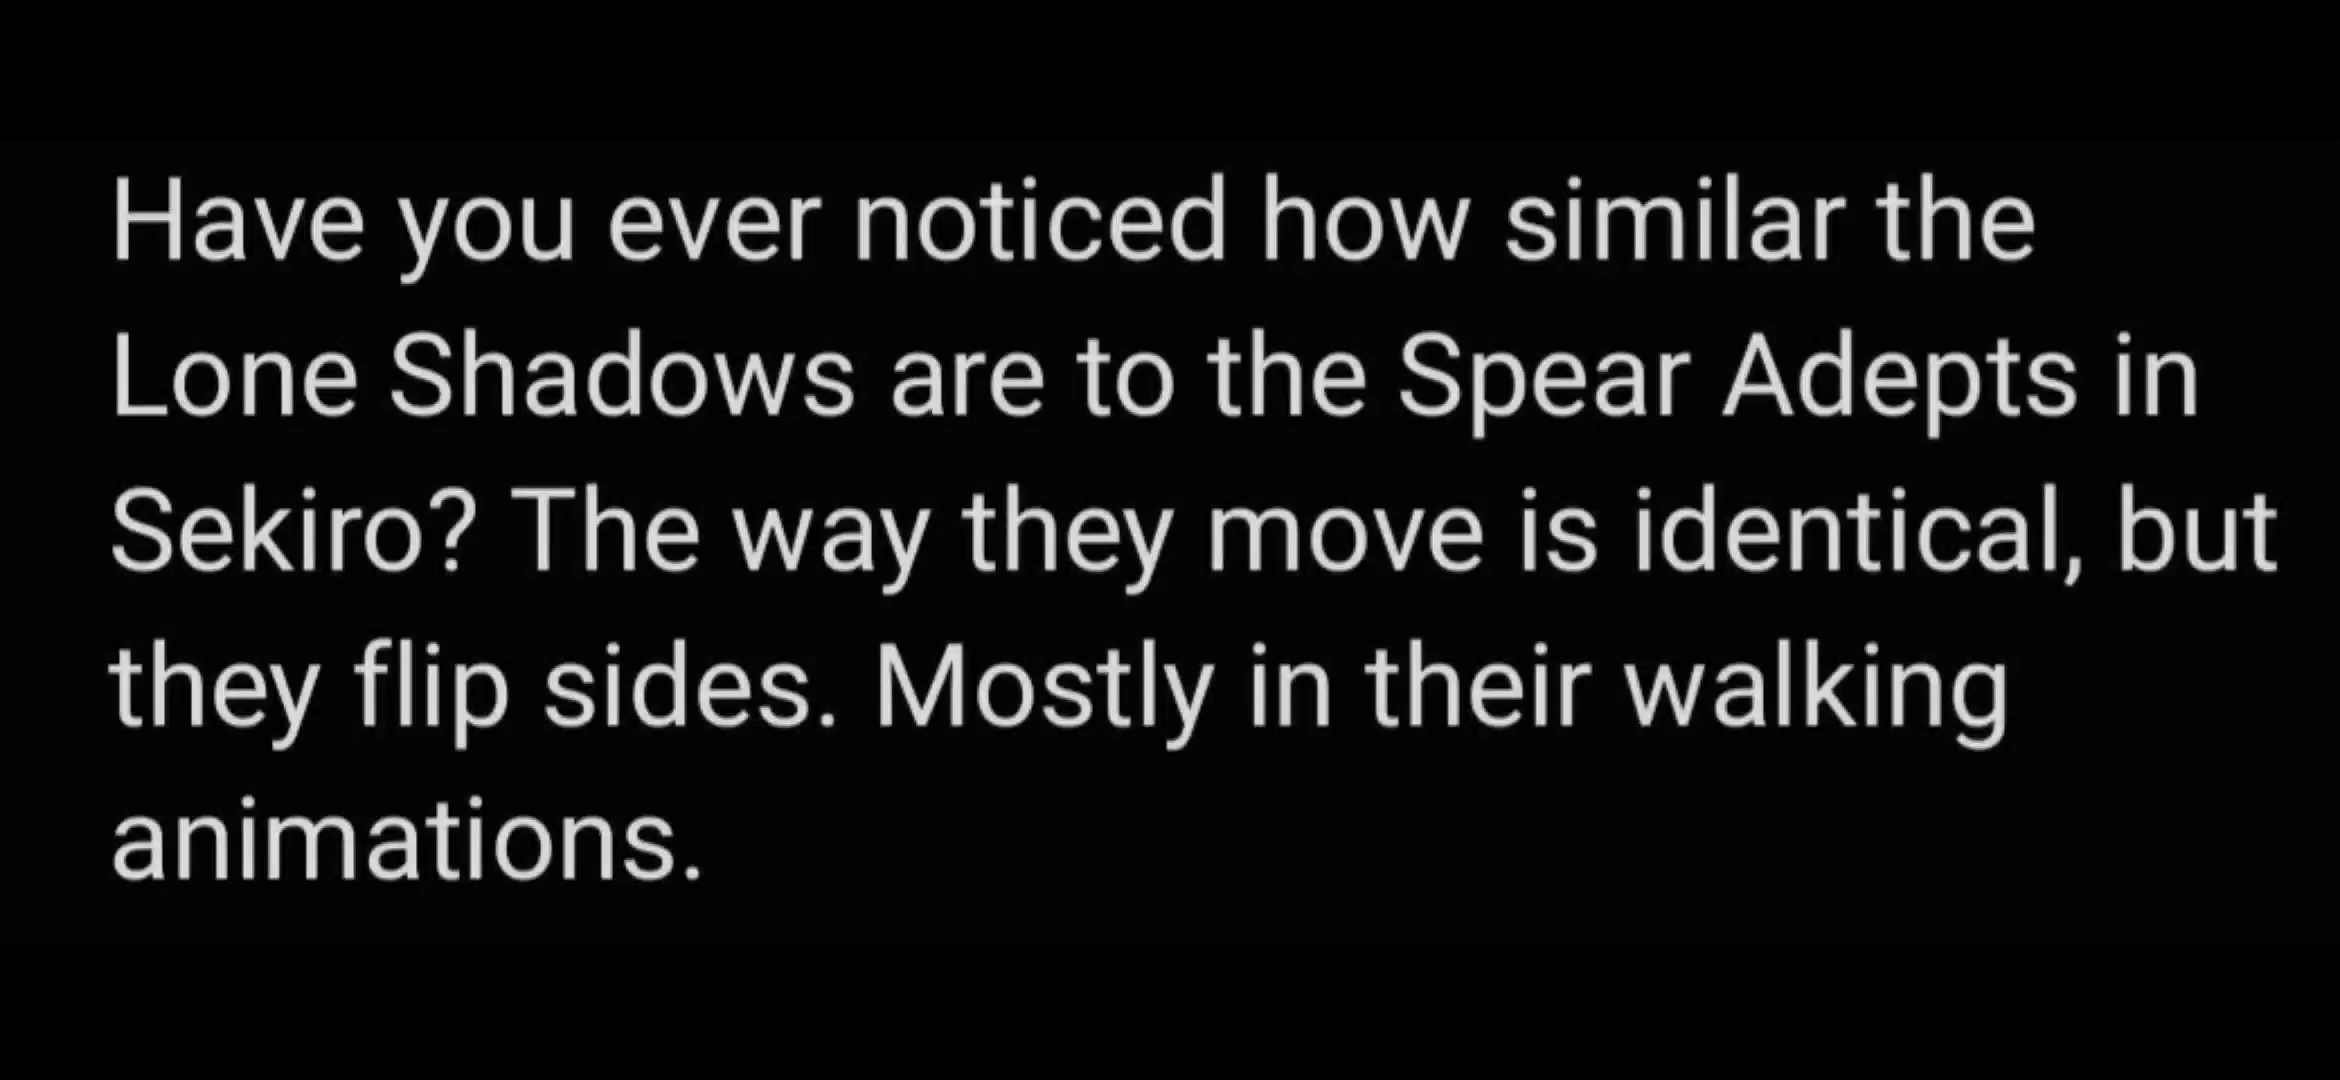 Have you ever noticed how similar the
Lone Shadows are to the Spear Adepts in
Sekiro? The way they move is identical, but
they flip sides. Mostly in their walking
animations.